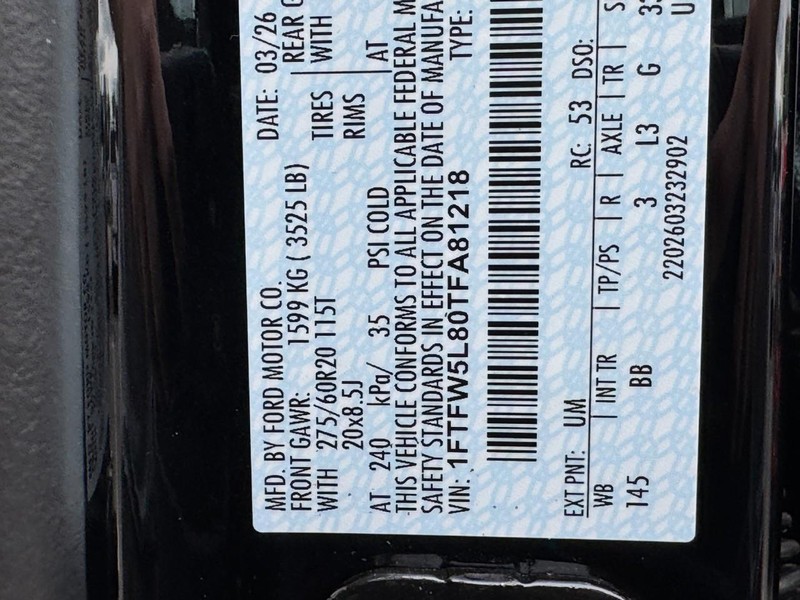 MFD. BY FORD MOTOR CO.
DATE: 03/26
FRONT GAWR: 1599 KG ( 3525 LB)
REAR
WITH 275/60R20 115T
TIRES
WITH
20x8.5J
RIMS
AT 240 kPa/ 35 PSI COLD
AT
THIS VEHICLE CONFORMS TO ALL APPLICABLE FEDERAL
SAFETY STANDARDS IN EFFECT ON THE DATE OF
VIN: 1FTFW5L80TFA81218
TYPE:
EXT PNT: UM
RC: 53 DSO:
WB | INT TR | TP/PS | R | AXLE | TR | S
145 BB 3 L3 G
U
2202603232902